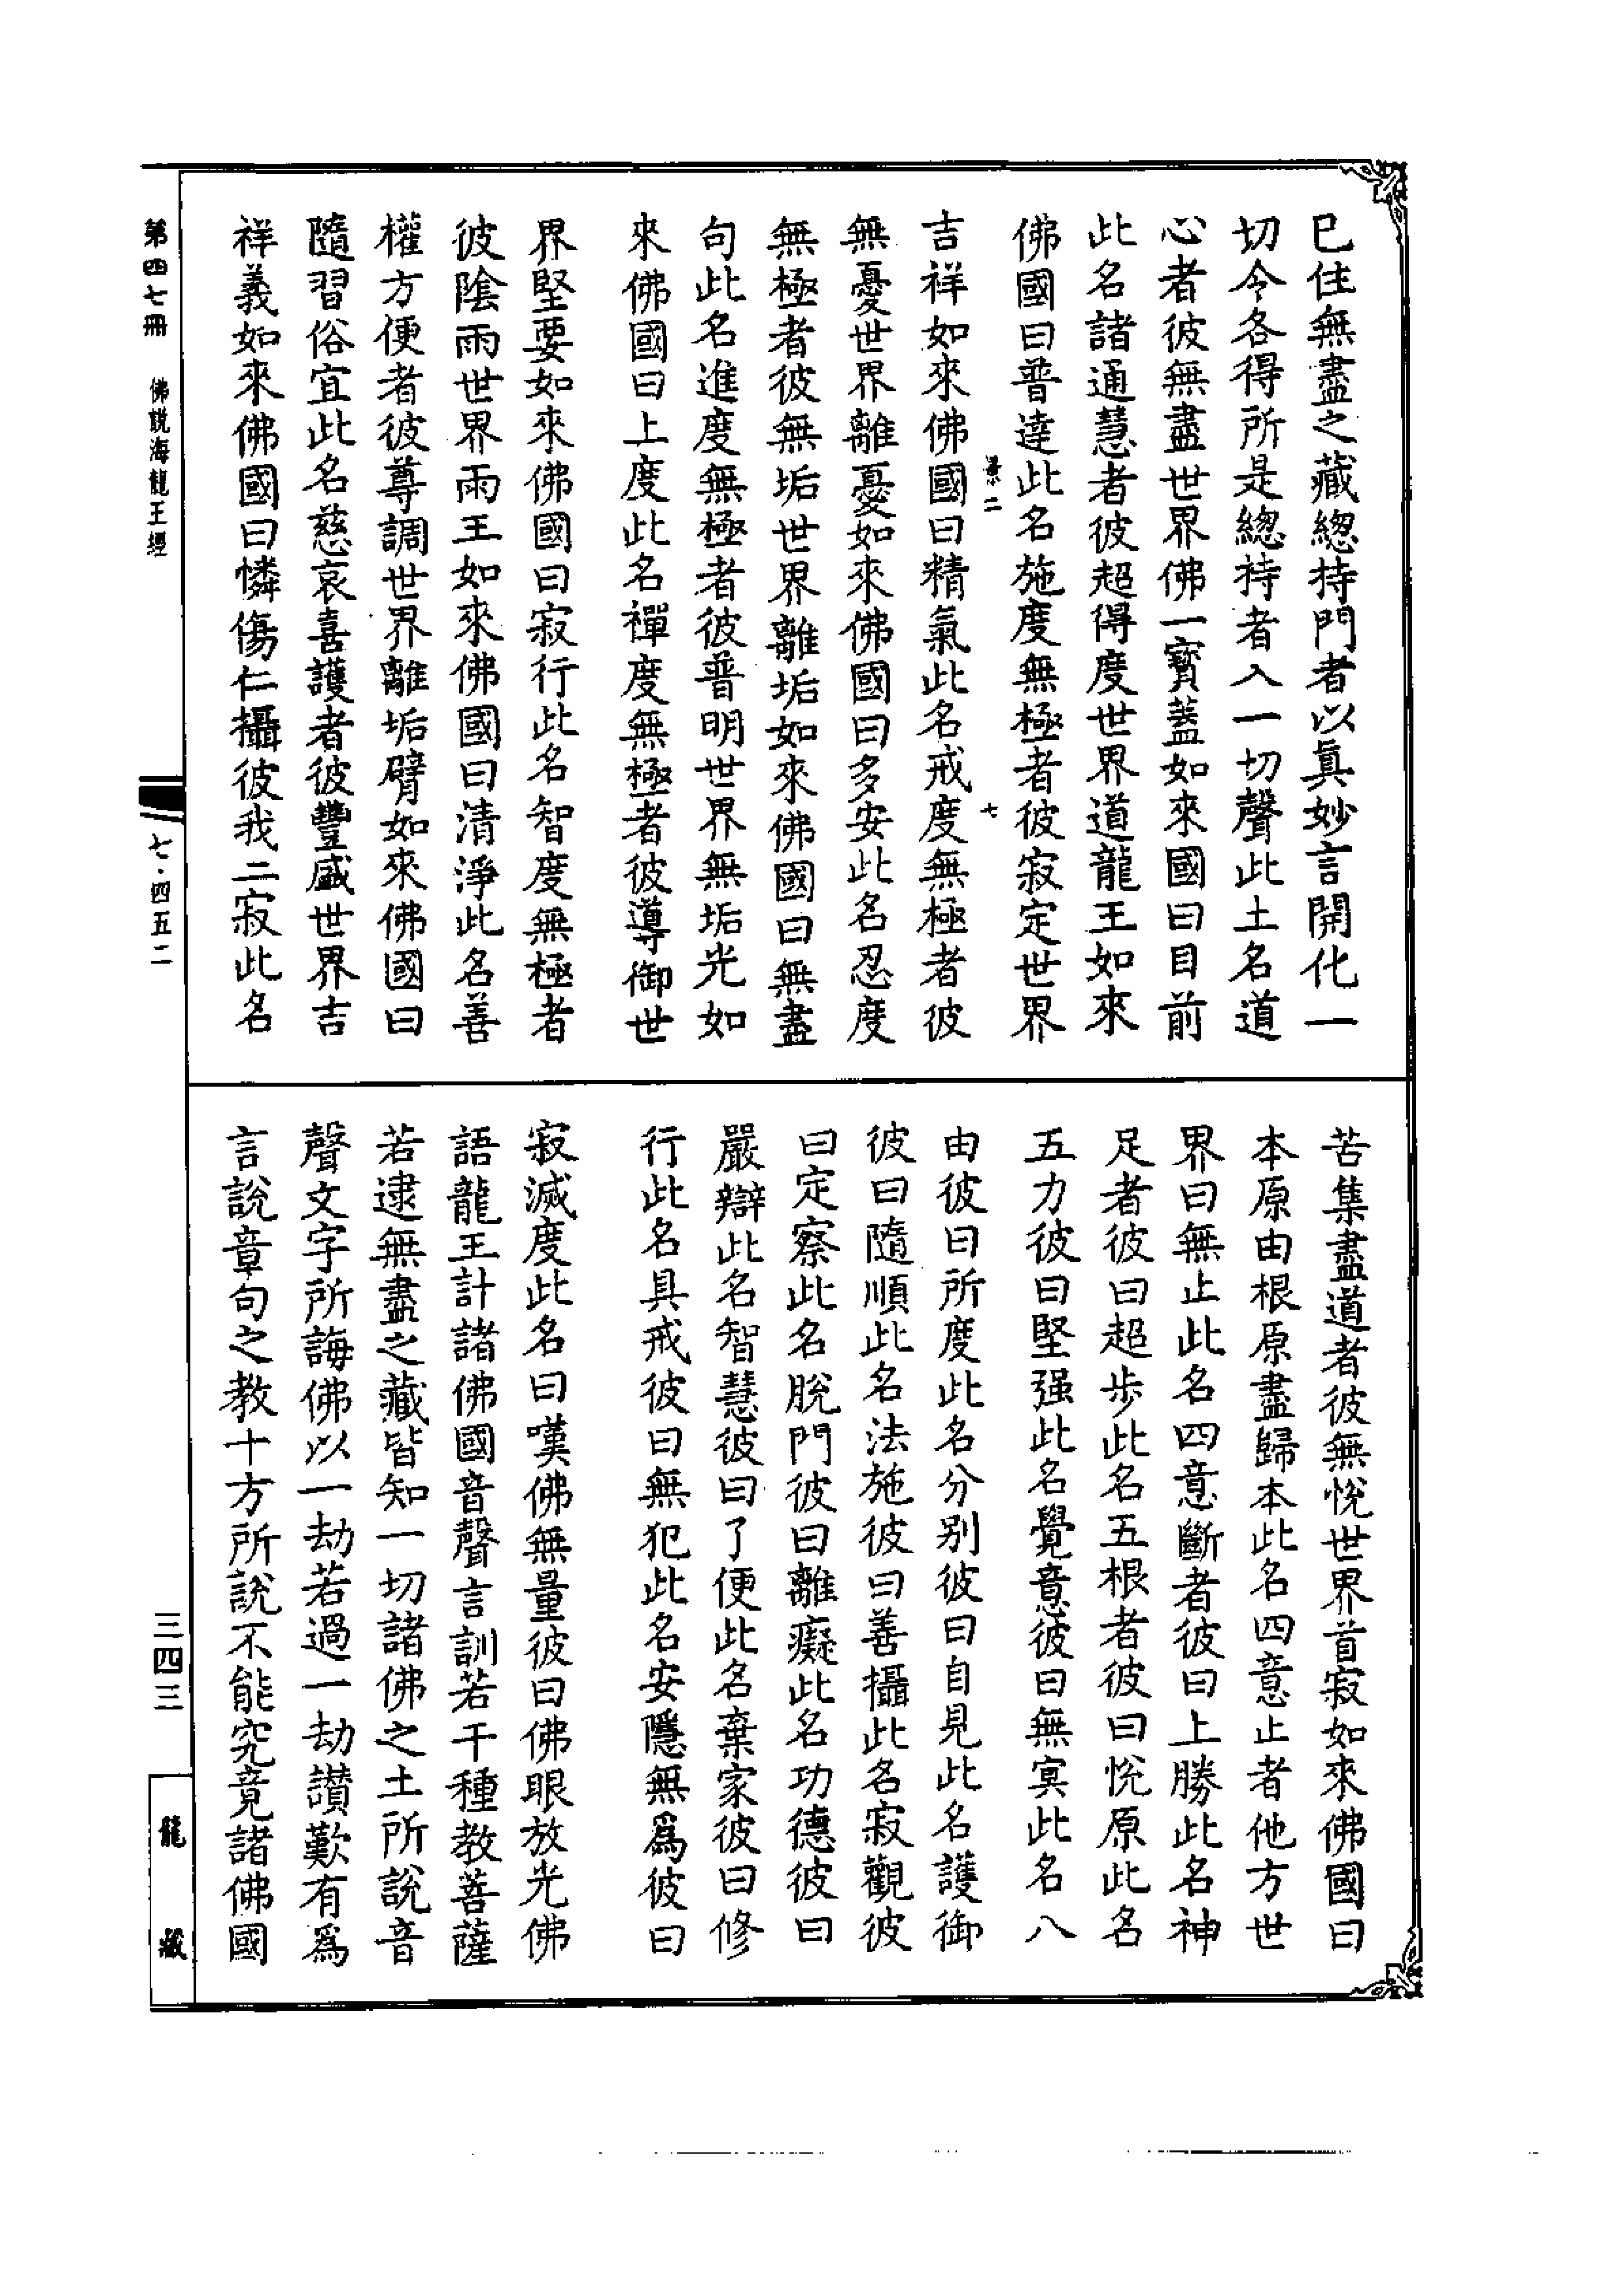 已住無盡之藏緫持門者以眞妙言開化一
切令各得所是緫持者入一切聲此土名道
心者彼無盡世界佛一寶蓋如來國曰目前
此名諸通慧者彼超得度世界道龍王如來
佛國曰普達此名施度無極者彼寂定世界
吉祥如來佛國曰精氣此名戒度無極者彼
無憂世界離憂如來佛國曰多安此名忍度
無極者彼無垢世界離垢如來佛國曰無盡
句此名進度無極者彼普明世界無垢光如
來佛國曰上度此名禪度無極者彼導御世
界堅要如來佛國曰寂行此名智度無極者
彼陰雨世界雨王如來佛國曰清淨此名善
權方便者彼尊調世界離垢臂如來佛國曰
隨習俗宜此名慈哀喜護者彼豐盛世界吉
祥義如來佛國曰憐傷仁攝彼我二寂此名
苦集盡道者彼無悅世界首寂如來佛國曰
本原由根原盡歸本此名四意止者他方世
界曰無止此名四意斷者彼曰上勝此名神
足者彼曰超步此名五根者彼曰悅原此名
五力彼曰堅强此名覺意彼曰無冥此名八
由彼曰所度此名分别彼曰自見此名護御
彼曰隨順此名法施彼曰善攝此名寂觀彼
曰定察此名脫門彼曰離癡此名功德彼曰
嚴辯此名智慧彼曰了便此名棄家彼曰修
行此名具戒彼曰無犯此名安隱無爲彼曰
寂滅度此名曰嘆佛無量彼曰佛眼放光佛
語龍王計諸佛國音聲言訓若干種教菩薩
若逮無盡之藏皆知一切諸佛之土所說音
聲文字所誨佛以一劫若過一劫讚歎有爲
言說章句之教十方所說不能究竟諸佛國
第四七冊　佛說海龍王經
七·四五二
三四三
龍藏